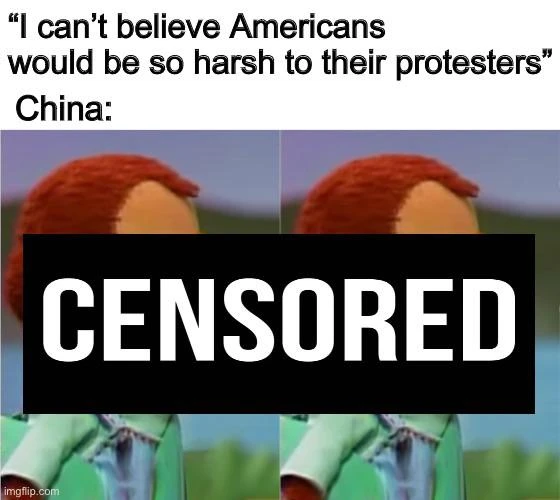 “I can’t believe Americans
would be so harsh to their protesters”
China:
CENSORED
imgflip.com